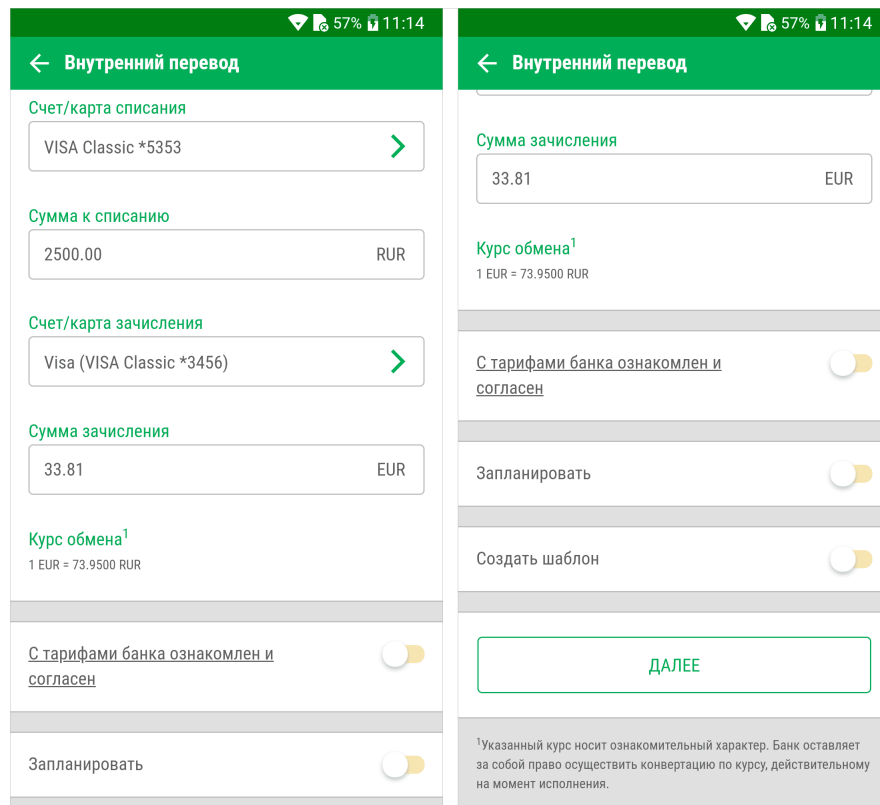 57% 11:14
Внутренний перевод
Счет/карта списания
VISA Classic *5353
Сумма к списанию
2500.00 RUR
Счет/карта зачисления
Visa (VISA Classic *3456)
Сумма зачисления
33.81 EUR
Курс обмена¹
1 EUR = 73.9500 RUR
С тарифами банка ознакомлен и
согласен
Запланировать
57% 11:14
Внутренний перевод
Сумма зачисления
33.81 EUR
Курс обмена¹
1 EUR = 73.9500 RUR
С тарифами банка ознакомлен и
согласен
Запланировать
Создать шаблон
ДАЛЕЕ
¹Указанный курс носит ознакомительный характер. Банк оставляет
за собой право осуществить конвертацию по курсу, действительному
на момент исполнения.